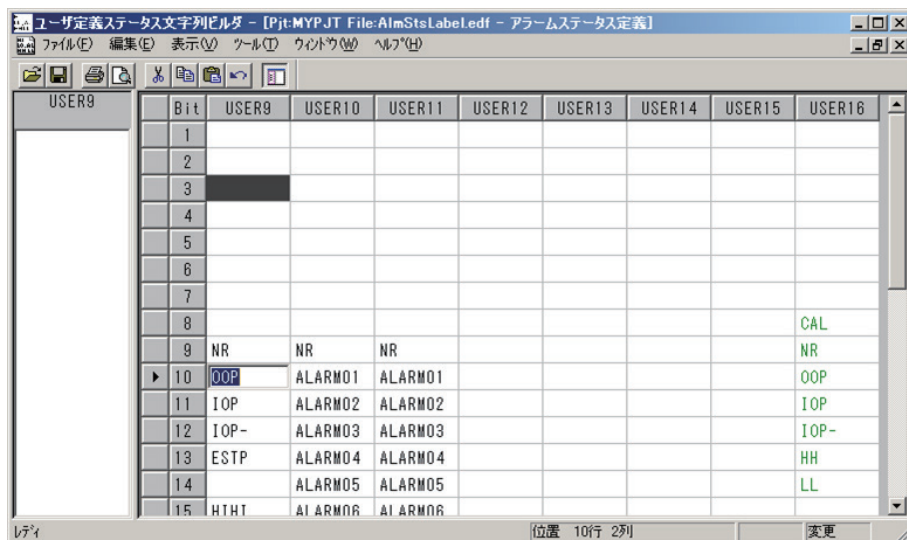 ユーザ定義ステータス文字列ビルダ - [Pjt:MYPJT File:AlmStsLabel.edf - アラームステータス定義]
ファイル(F) 編集(E) 表示(V) ツール(T) ウィンドウ(W) ヘルプ(H)
USER9
Bit USER9 USER10 USER11 USER12 USER13 USER14 USER15 USER16
1
2
3
4
5
6
7
8 CAL
9 NR NR NR NR
10 OOP ALARM01 ALARM01 OOP
11 IOP ALARM02 ALARM02 IOP
12 IOP- ALARM03 ALARM03 IOP-
13 ESTP ALARM04 ALARM04 HH
14 ALARM05 ALARM05 LL
15 HIHI ALARM06 ALARM06
レディ 位置 10行 2列 変更